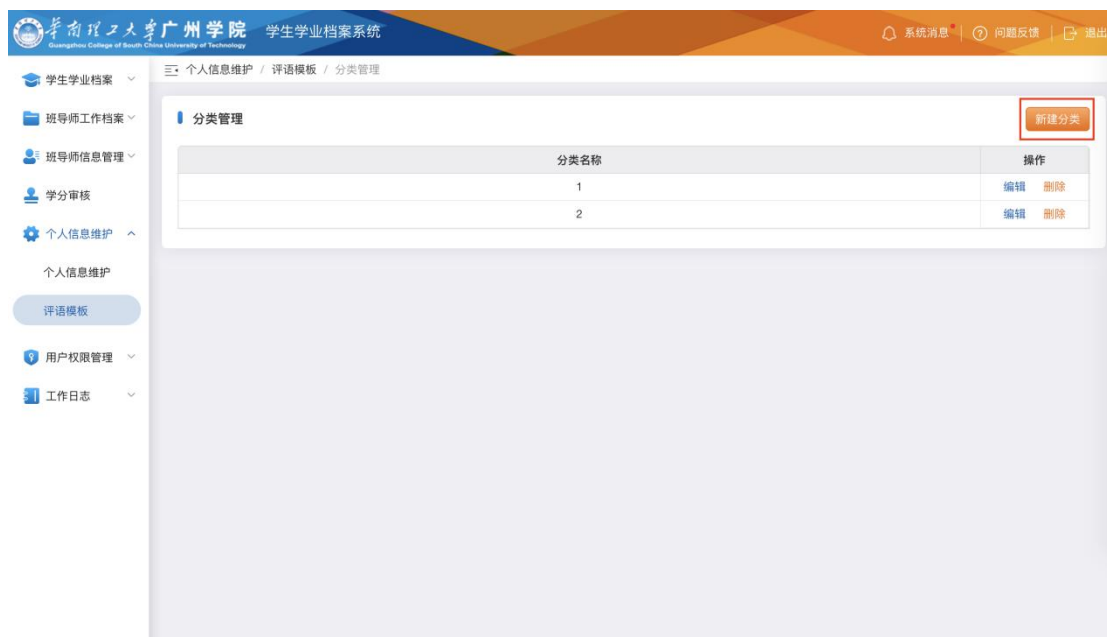 华南理工大学广州学院 学生学业档案系统 系统消息 问题反馈 退出
Guangzhou College of South China University of Technology
个人信息维护 / 评语模板 / 分类管理
学生学业档案
班导师工作档案
班导师信息管理
学分审核
个人信息维护
个人信息维护
评语模板
用户权限管理
工作日志
分类管理 新建分类
分类名称 操作
1 编辑 删除
2 编辑 删除